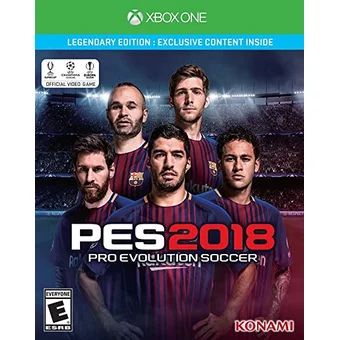 XBOX ONE
LEGENDARY EDITION : EXCLUSIVE CONTENT INSIDE
OFFICIAL VIDEO GAME
PES2018
PRO EVOLUTION SOCCER
EVERYONE
E
ESRB
KONAMI